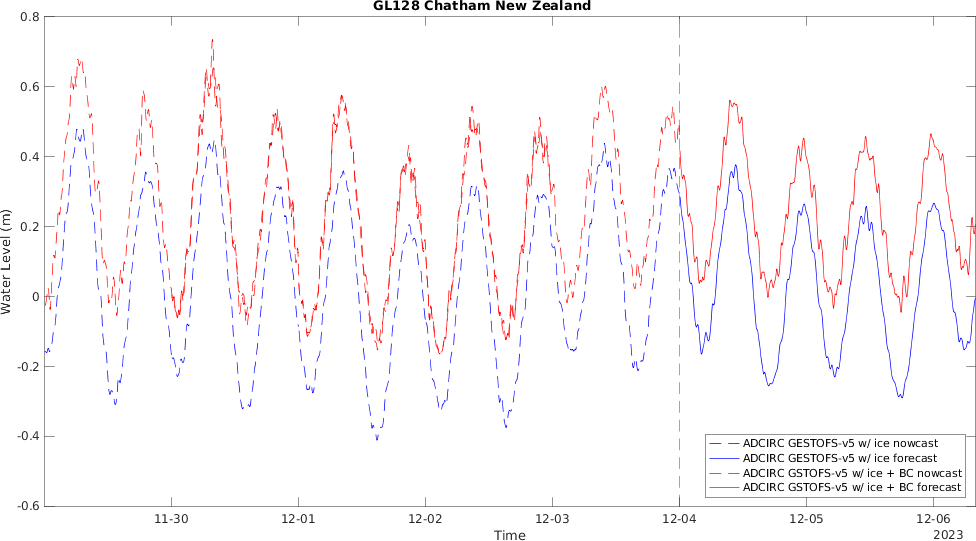 GL128 Chatham New Zealand
Water Level (m)
0.8
0.6
0.4
0.2
0
-0.2
-0.4
-0.6
11-30
12-01
12-02
12-03
12-04
12-05
12-06
Time
2023
ADCIRC GESTOFS-v5 w/ ice nowcast
ADCIRC GESTOFS-v5 w/ ice forecast
ADCIRC GSTOFS-v5 w/ ice + BC nowcast
ADCIRC GSTOFS-v5 w/ ice + BC forecast